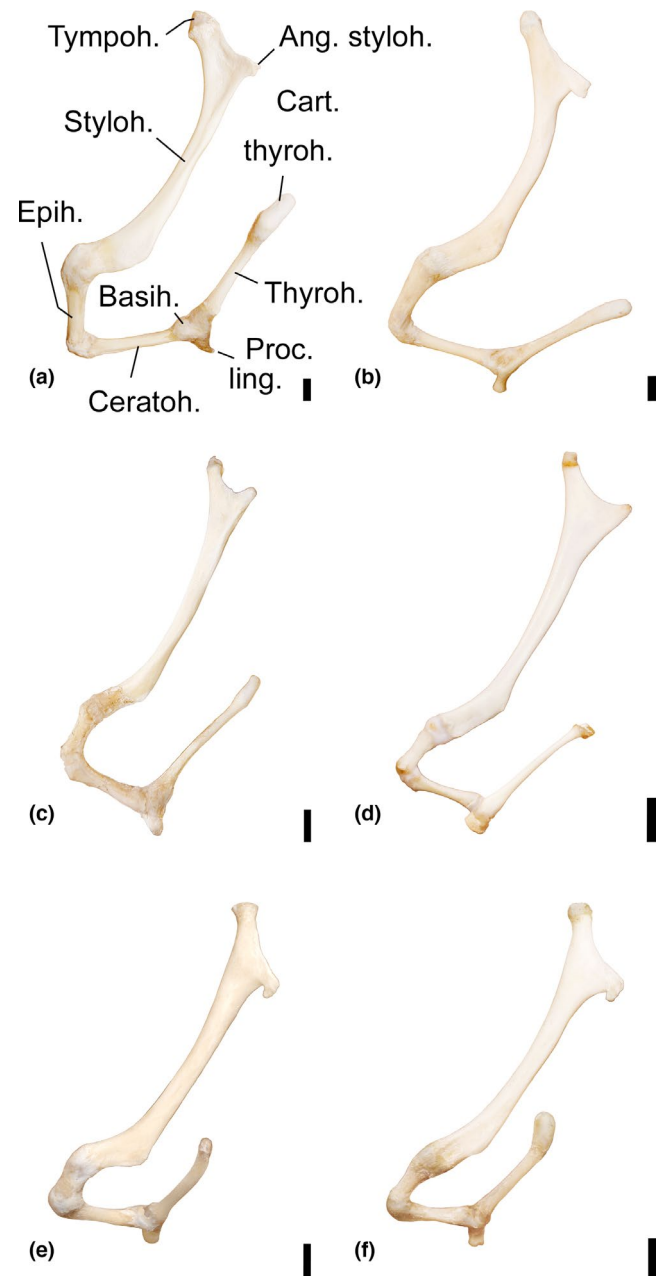 Tympoh.
Ang. styloh.
Cart.
thyroh.
Styloh.
Epih.
Basih.
Thyroh.
Proc.
ling.
Ceratoh.
(a)
(b)
(c)
(d)
(e)
(f)